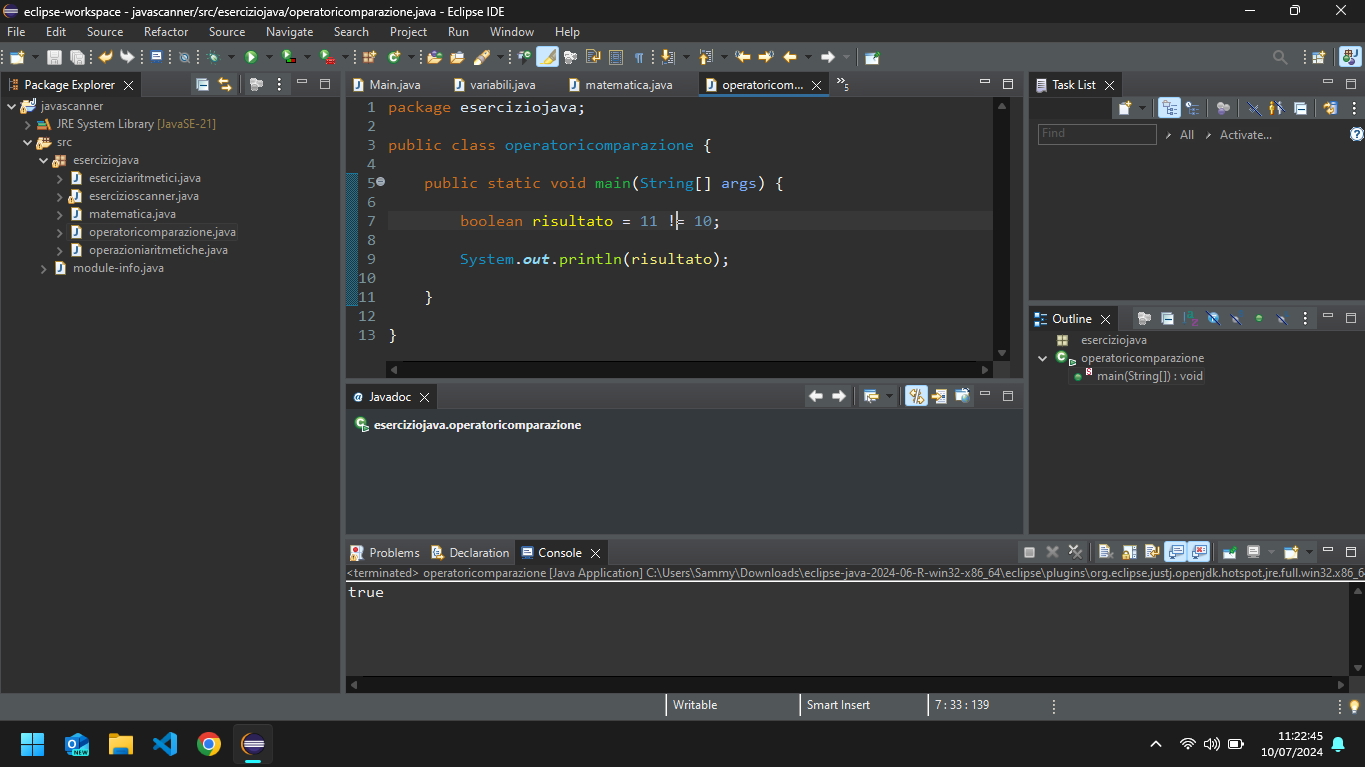 eclipse-workspace - javascanner/src/eserciziojava/operatoricomparazione.java - Eclipse IDE
File Edit Source Refactor Source Navigate Search Project Run Window Help
Package Explorer
javascanner
JRE System Library [JavaSE-21]
src
eserciziojava
eserciziaritmetici.java
esercizioscanner.java
matematica.java
operatoricomparazione.java
operazioniaritmetiche.java
module-info.java
Main.java variabili.java matematica.java operatoricom... »5
1 package eserciziojava;
2
3 public class operatoricomparazione {
4
5 public static void main(String[] args) {
6
7 boolean risultato = 11 != 10;
8
9 System.out.println(risultato);
10
11 }
12
13 }
Javadoc
eserciziojava.operatoricomparazione
Problems Declaration Console
<terminated> operatoricomparazione [Java Application] C:\Users\Sammy\Downloads\eclipse-java-2024-06-R-win32-x86_64\eclipse\plugins\org.eclipse.justj.openjdk.hotspot.jre.full.win32.x86_6
true
Task List
Find All Activate...
Outline
eserciziojava
operatoricomparazione
main(String[]) : void
Writable Smart Insert 7 : 33 : 139
NEW
11:22:45
10/07/2024